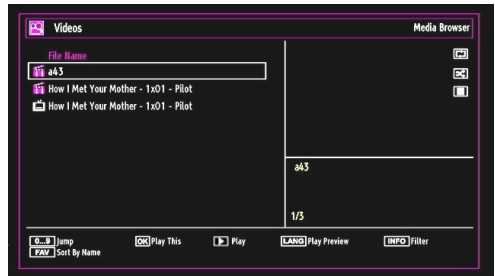 Videos
Media Browser
File Name
a43
How I Met Your Mother - 1x01 - Pilot
How I Met Your Mother - 1x01 - Pilot
a43
1/3
0...9 Jump
OK Play This
Play
LANG Play Preview
INFO Filter
FAV Sort By Name